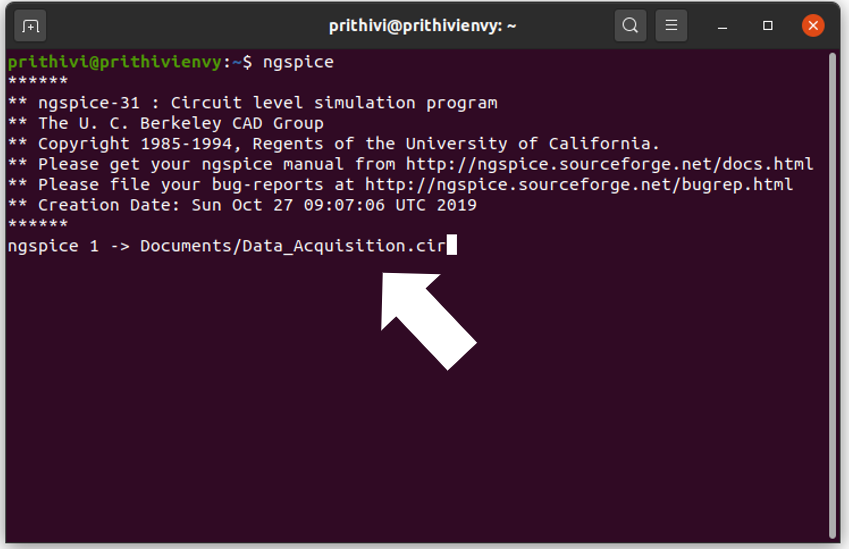 prithivi@prithivienvy: ~
prithivi@prithivienvy:~$ ngspice
******
** ngspice-31 : Circuit level simulation program
** The U. C. Berkeley CAD Group
** Copyright 1985-1994, Regents of the University of California.
** Please get your ngspice manual from http://ngspice.sourceforge.net/docs.html
** Please file your bug-reports at http://ngspice.sourceforge.net/bugrep.html
** Creation Date: Sun Oct 27 09:07:06 UTC 2019
******
ngspice 1 -> Documents/Data_Acquisition.cir